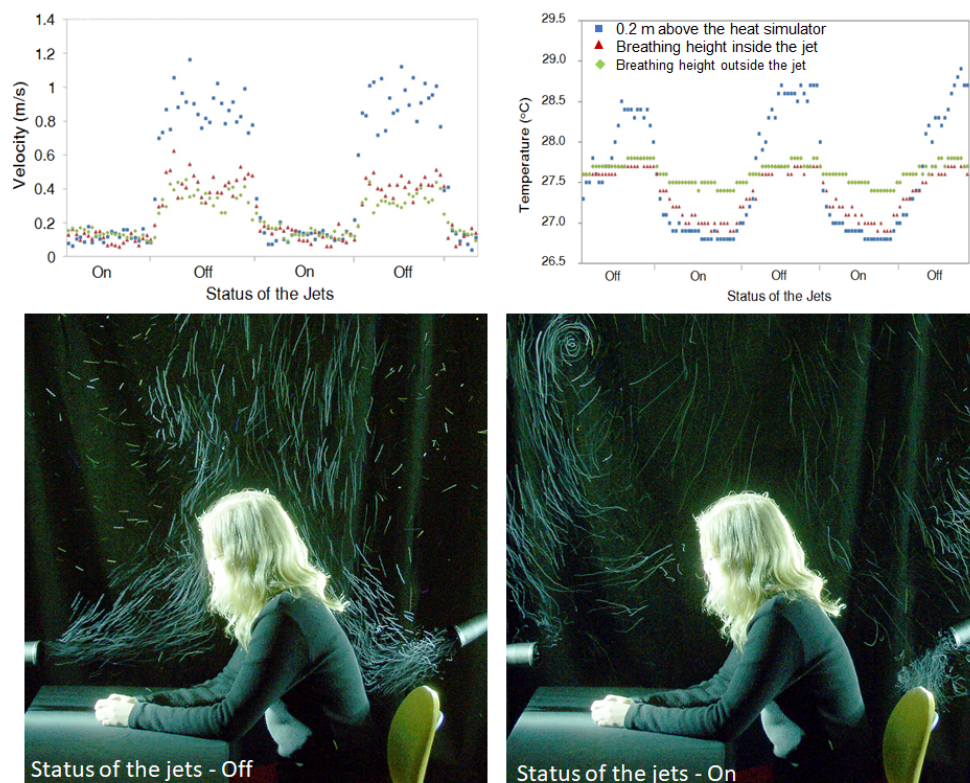 1.4
1.2
1
0.8
0.6
0.4
0.2
0
Velocity (m/s)
On Off On Off
Status of the Jets
29.5
29.0
28.5
28.0
27.5
27.0
26.5
Temperature (°C)
0.2 m above the heat simulator
Breathing height inside the jet
Breathing height outside the jet
Off On Off On Off
Status of the Jets
Status of the jets - Off
Status of the jets - On